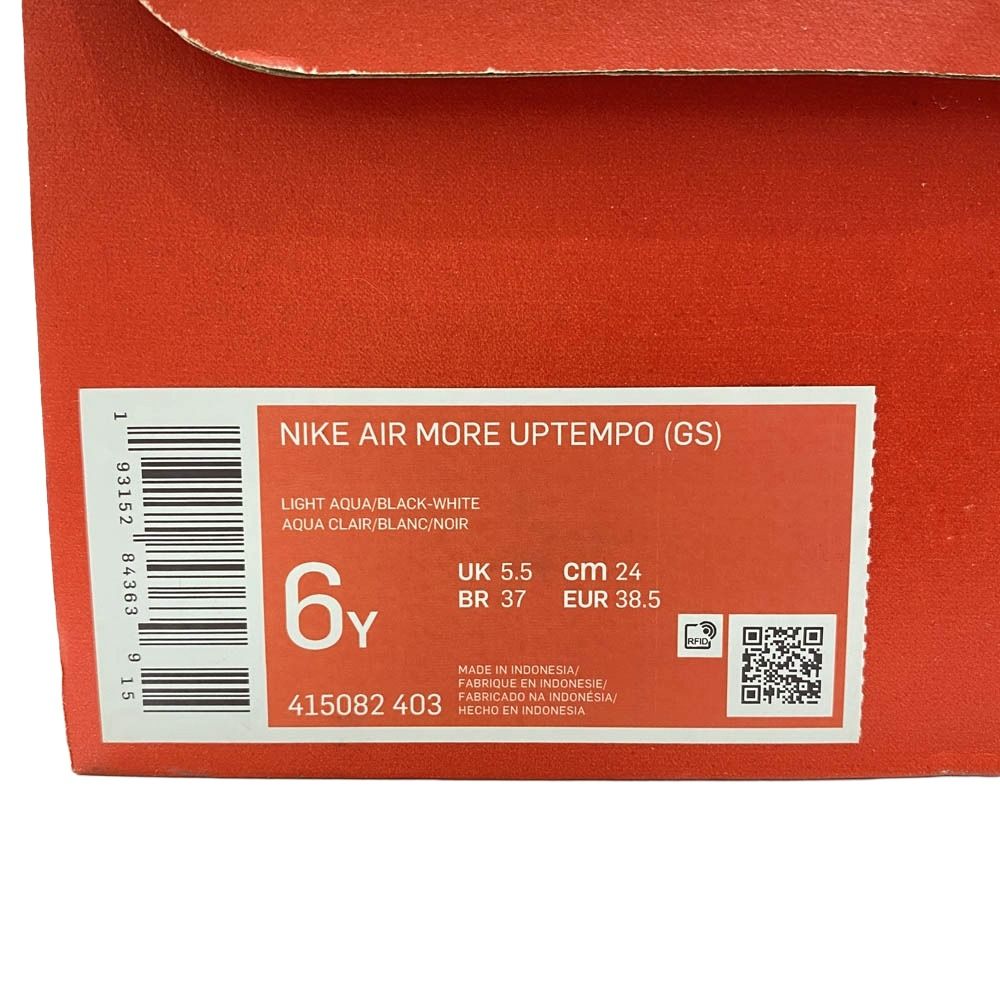 NIKE AIR MORE UPTEMPO (GS)
LIGHT AQUA/BLACK-WHITE
AQUA CLAIR/BLANC/NOIR
6Y
UK 5.5 cm 24
BR 37 EUR 38.5
RFID
415082 403
MADE IN INDONESIA/
FABRIQUE EN INDONESIE/
FABRICADO NA INDONÉSIA/
HECHO EN INDONESIA
1 93152 84363 9 15